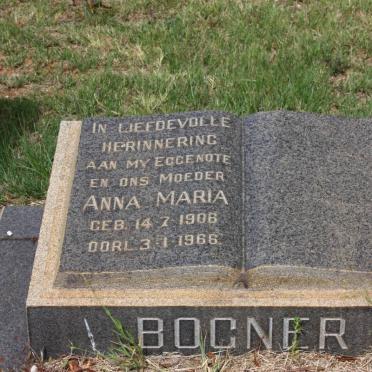 IN LIEFDEVOLLE
HERINNERING
AAN MY EGGENOTE
EN ONS MOEDER
ANNA MARIA
GEB. 14·7·1906
OORL. 3·1·1966
BOGNER